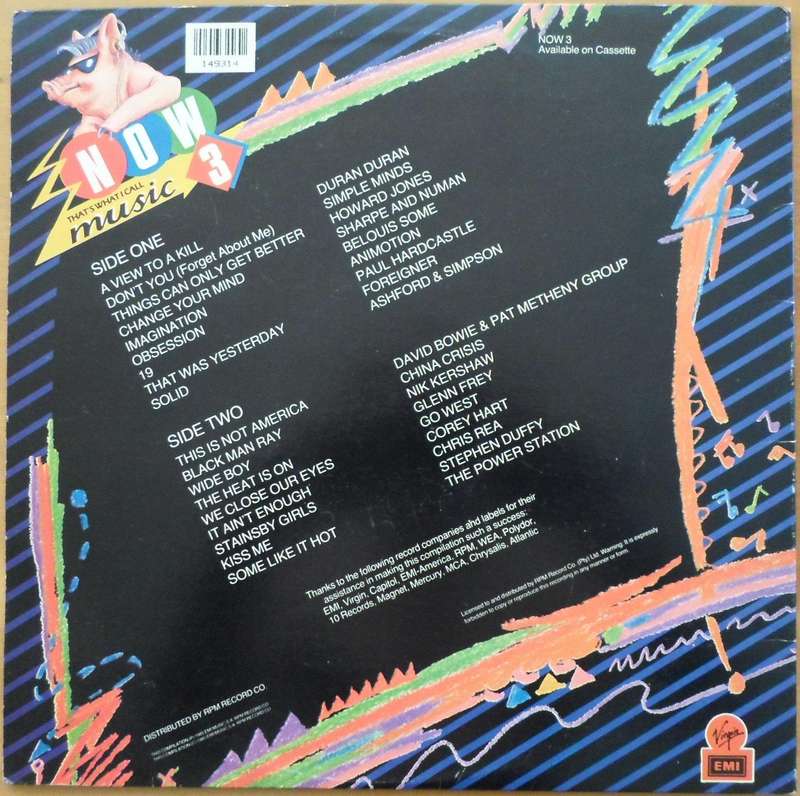 149314
NOW 3
Available on Cassette
NOW 3
THAT'S WHAT I CALL
music
SIDE ONE
A VIEW TO A KILL
DON'T YOU (Forget About Me)
THINGS CAN ONLY GET BETTER
CHANGE YOUR MIND
IMAGINATION
OBSESSION
19
THAT WAS YESTERDAY
SOLID
DURAN DURAN
SIMPLE MINDS
HOWARD JONES
SHARPE AND NUMAN
BELOUIS SOME
ANIMOTION
PAUL HARDCASTLE
FOREIGNER
ASHFORD & SIMPSON
SIDE TWO
THIS IS NOT AMERICA
BLACK MAN RAY
WIDE BOY
THE HEAT IS ON
WE CLOSE OUR EYES
IT AIN'T ENOUGH
STAINSBY GIRLS
KISS ME
SOME LIKE IT HOT
DAVID BOWIE & PAT METHENY GROUP
CHINA CRISIS
NIK KERSHAW
GLENN FREY
GO WEST
COREY HART
CHRIS REA
STEPHEN DUFFY
THE POWER STATION
Thanks to the following record companies and labels for their
assistance in making this compilation such a success:
EMI, Virgin, Capitol, EMI-America, RPM, WEA, Polydor,
10 Records, Magnet, Mercury, MCA, Chrysalis, Atlantic
Licensed to and distributed by RPM Record Co. (Pty) Ltd. Warning: It is expressly
forbidden to copy or reproduce this recording in any manner or form.
DISTRIBUTED BY RPM RECORD CO.
Virgin
EMI